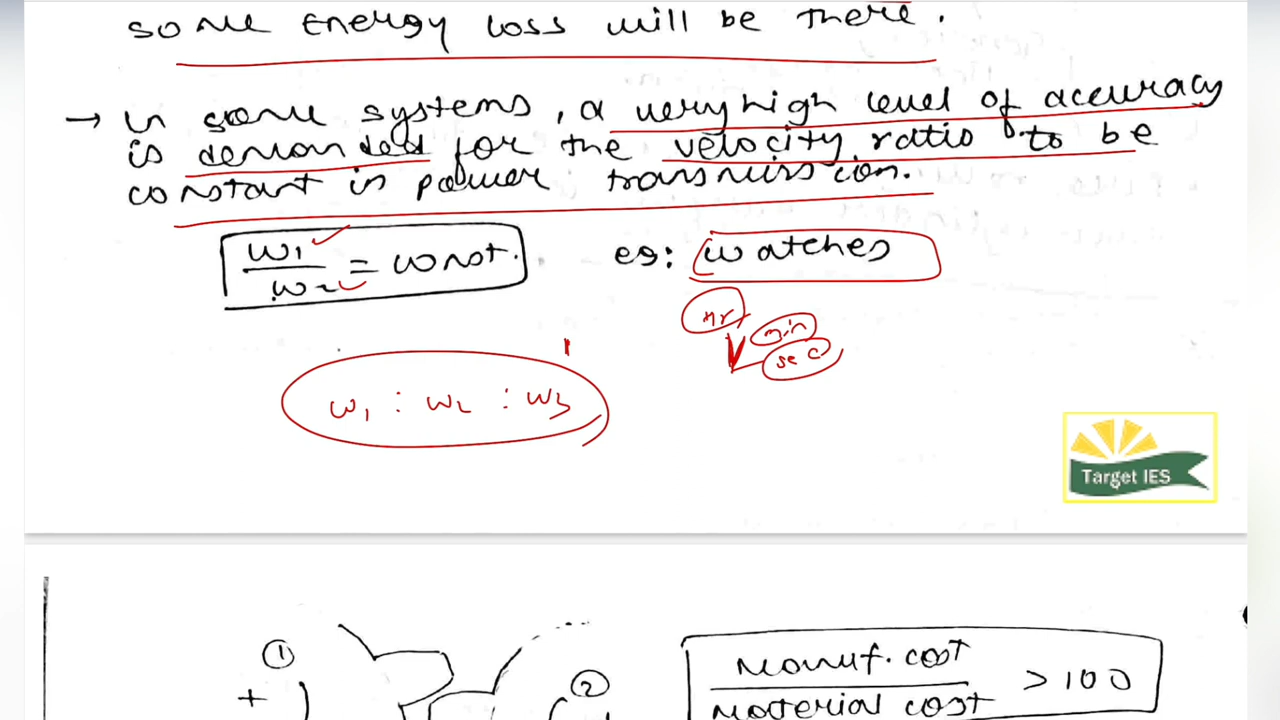 some energy loss will be there.
→ In some systems, a very high level of accuracy
is demanded for the velocity ratio to be
constant in power transmission.
ω1/ω2 = const. eg: watches
Hr
min
sec
ω1 : ω2 : ω3
Target IES
1
2
+
manuf. cost / material cost > 100